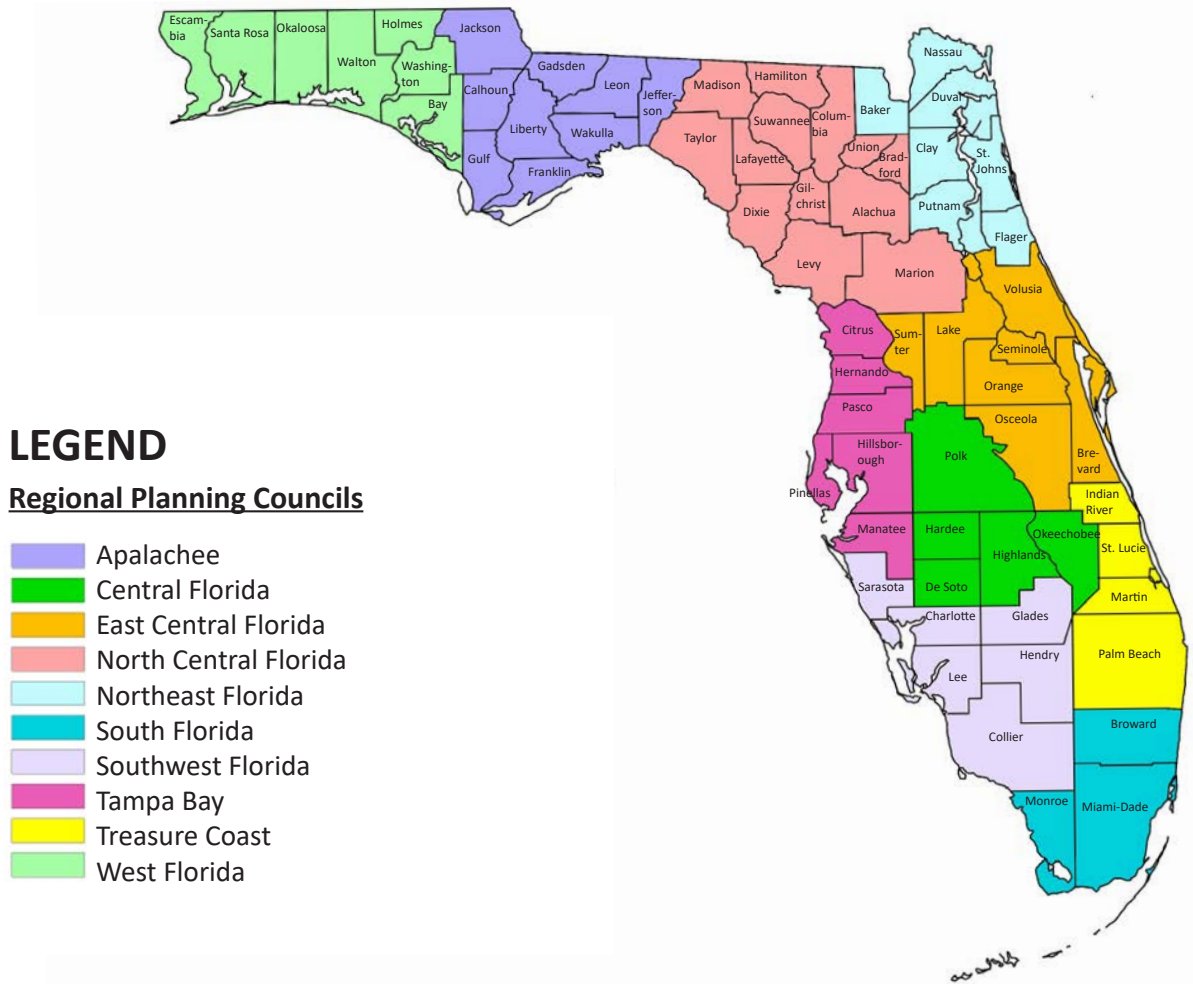 Escam-
bia
Santa Rosa
Okaloosa
Walton
Holmes
Washing-
ton
Bay
Jackson
Calhoun
Gulf
Liberty
Gadsden
Leon
Wakulla
Franklin
Jeffer-
son
Madison
Hamiliton
Taylor
Suwannee
Colum-
bia
Lafayette
Union
Brad-
ford
Gil-
christ
Dixie
Alachua
Levy
Marion
Baker
Nassau
Duval
Clay
St.
Johns
Putnam
Flager
Volusia
Citrus
Sum-
ter
Lake
Seminole
Hernando
Orange
Pasco
Osceola
Hillsbor-
ough
Polk
Bre-
vard
Pinellas
Indian
River
Manatee
Hardee
Okeechobee
Highlands
St. Lucie
Sarasota
De Soto
Martin
Charlotte
Glades
Hendry
Palm Beach
Lee
Collier
Broward
Monroe
Miami-Dade
LEGEND
Regional Planning Councils
Apalachee
Central Florida
East Central Florida
North Central Florida
Northeast Florida
South Florida
Southwest Florida
Tampa Bay
Treasure Coast
West Florida